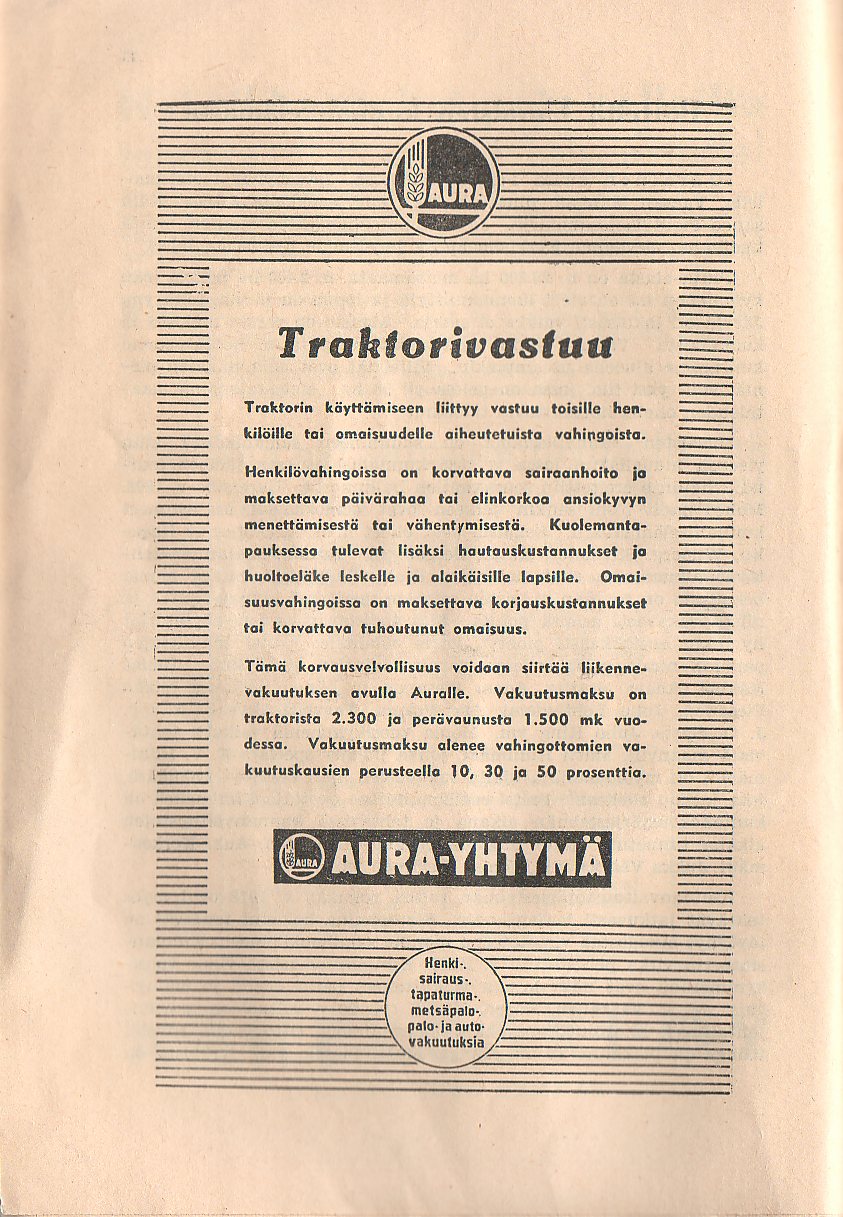 AURA
Traktorivastuu
Traktorin käyttämiseen liittyy vastuu toisille hen-
kilöille tai omaisuudelle aiheutetuista vahingoista.
Henkilövahingoissa on korvattava sairaanhoito ja
maksettava päivärahaa tai elinkorkoa ansiokyvyn
menettämisestä tai vähentymisestä. Kuolemanta-
pauksessa tulevat lisäksi hautauskustannukset ja
huoltoeläke leskelle ja alaikäisille lapsille. Omai-
suusvahingoissa on maksettava korjauskustannukset
tai korvattava tuhoutunut omaisuus.
Tämä korvausvelvollisuus voidaan siirtää liikenne-
vakuutuksen avulla Auralle. Vakuutusmaksu on
traktorista 2.300 ja perävaunusta 1.500 mk vuo-
dessa. Vakuutusmaksu alenee vahingottomien va-
kuutuskausien perusteella 10, 30 ja 50 prosenttia.
AURA AURA-YHTYMÄ
Henki-,
sairaus-,
tapaturma-,
metsäpalo-,
palo- ja auto-
vakuutuksia